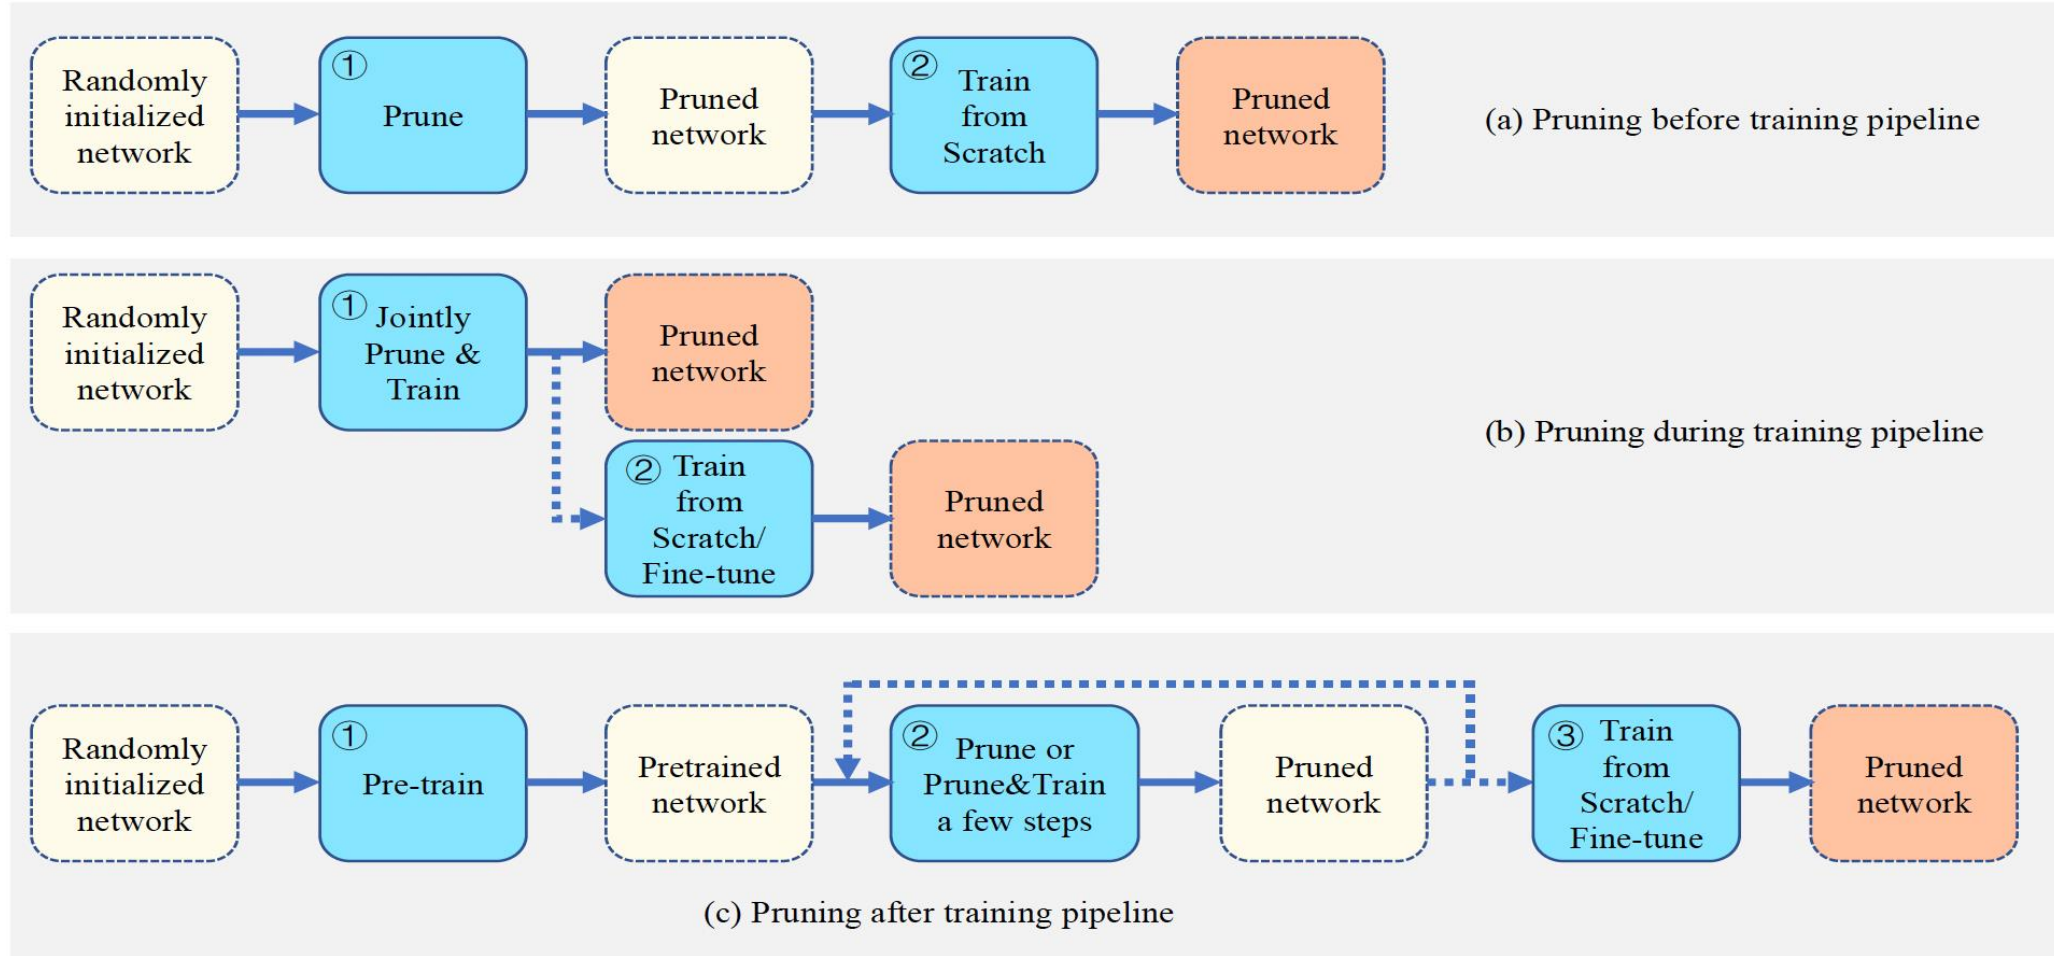 Randomly
initialized
network
①
Prune
Pruned
network
②
Train
from
Scratch
Pruned
network
(a) Pruning before training pipeline
Randomly
initialized
network
①
Jointly
Prune &
Train
Pruned
network
②
Train
from
Scratch/
Fine-tune
Pruned
network
(b) Pruning during training pipeline
Randomly
initialized
network
①
Pre-train
Pretrained
network
②
Prune or
Prune&Train
a few steps
Pruned
network
③
Train
from
Scratch/
Fine-tune
Pruned
network
(c) Pruning after training pipeline